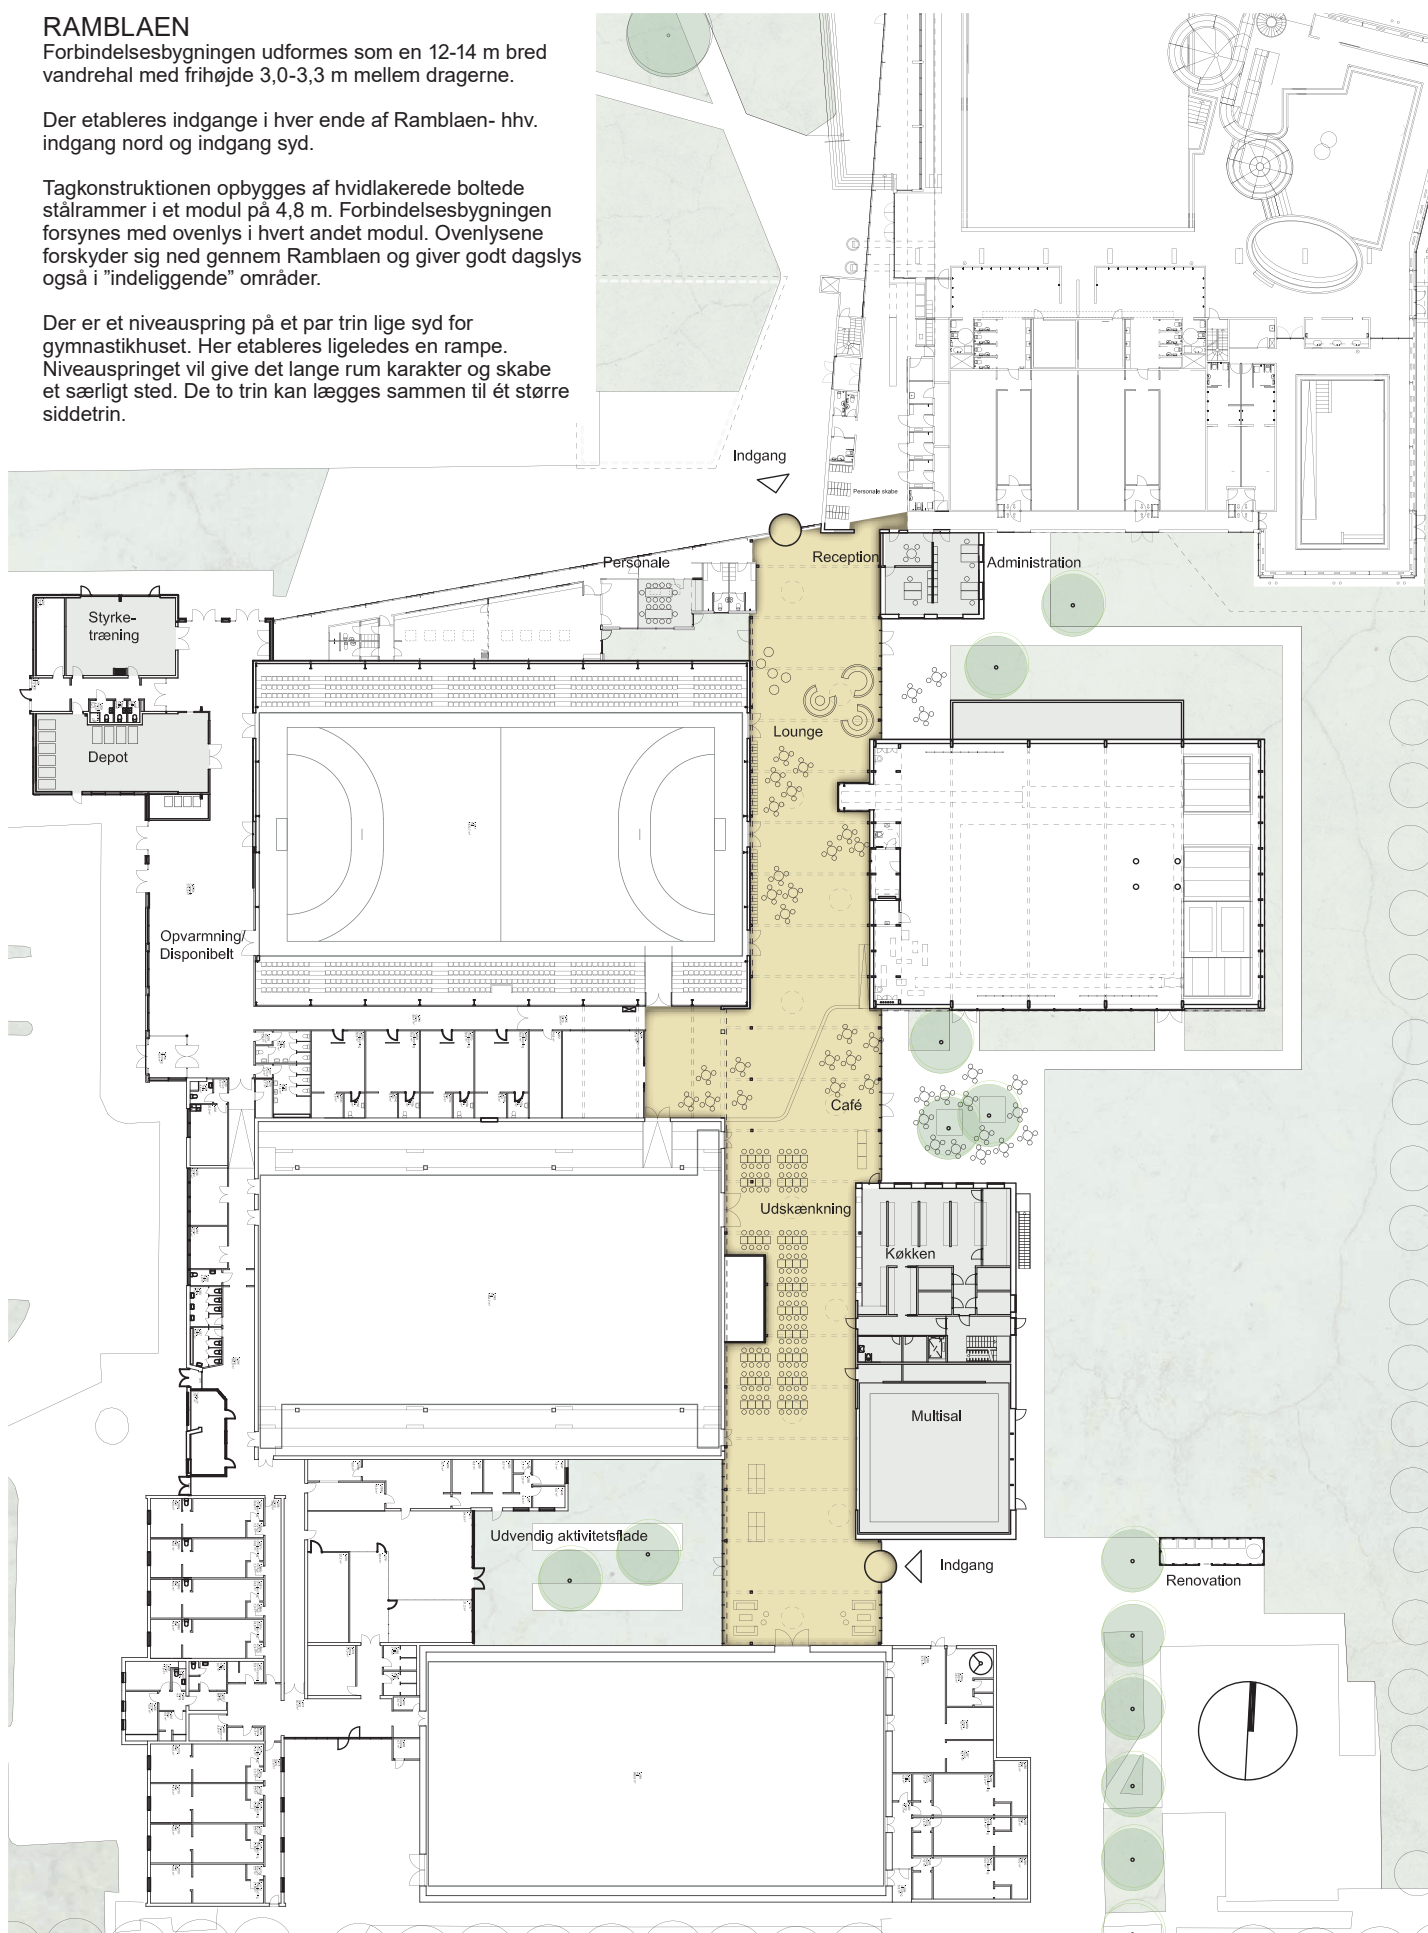 RAMBLAEN
Forbindelsesbygningen udformes som en 12-14 m bred
vandrehal med frihøjde 3,0-3,3 m mellem dragerne.
Der etableres indgange i hver ende af Ramblaen- hhv.
indgang nord og indgang syd.
Tagkonstruktionen opbygges af hvidlakerede boltede
stålrammer i et modul på 4,8 m. Forbindelsesbygningen
forsynes med ovenlys i hvert andet modul. Ovenlysene
forskyder sig ned gennem Ramblaen og giver godt dagslys
også i ”indeliggende” områder.
Der er et niveauspring på et par trin lige syd for
gymnastikhuset. Her etableres ligeledes en rampe.
Niveauspringet vil give det lange rum karakter og skabe
et særligt sted. De to trin kan lægges sammen til ét større
siddetrin.
Indgang
Personale skabe
Personale
Reception
Administration
Styrke-
træning
Lounge
Depot
Opvarmning/
Disponibelt
Café
Udskænkning
Køkken
Multisal
Udvendig aktivitetsflade
Indgang
Renovation